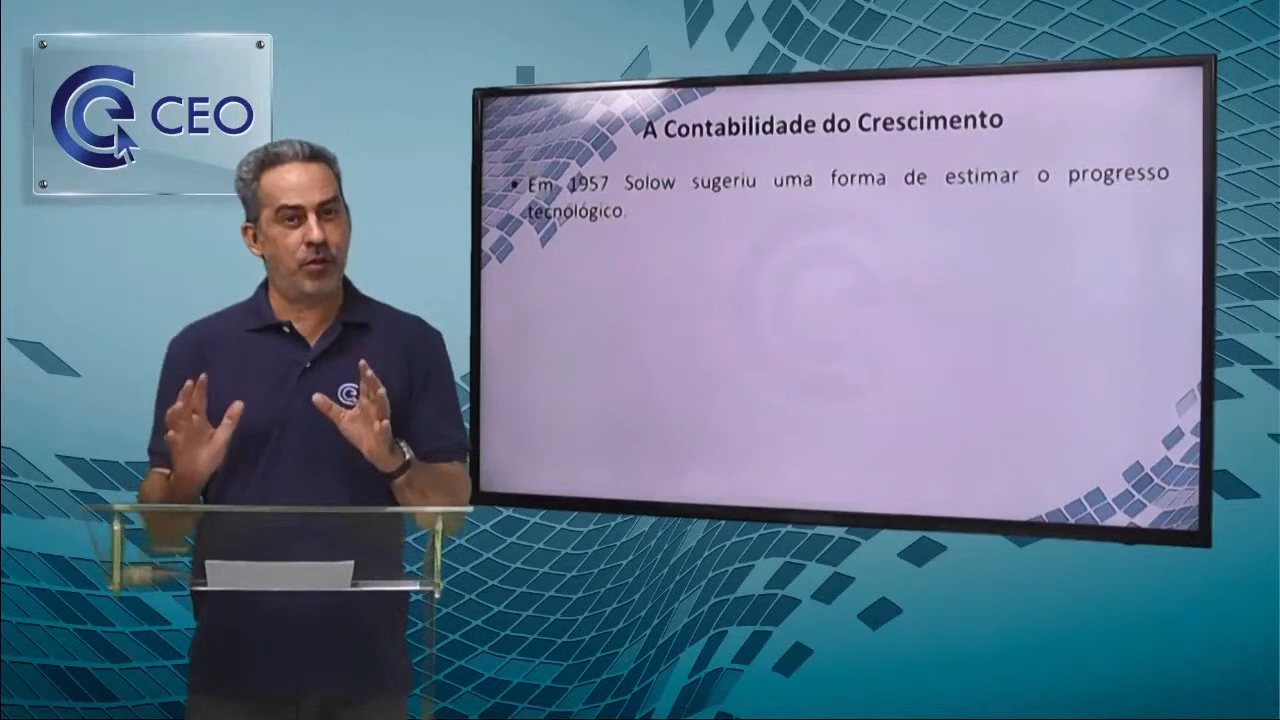 CEO
A Contabilidade do Crescimento
• Em 1957 Solow sugeriu uma forma de estimar o progresso
tecnológico.